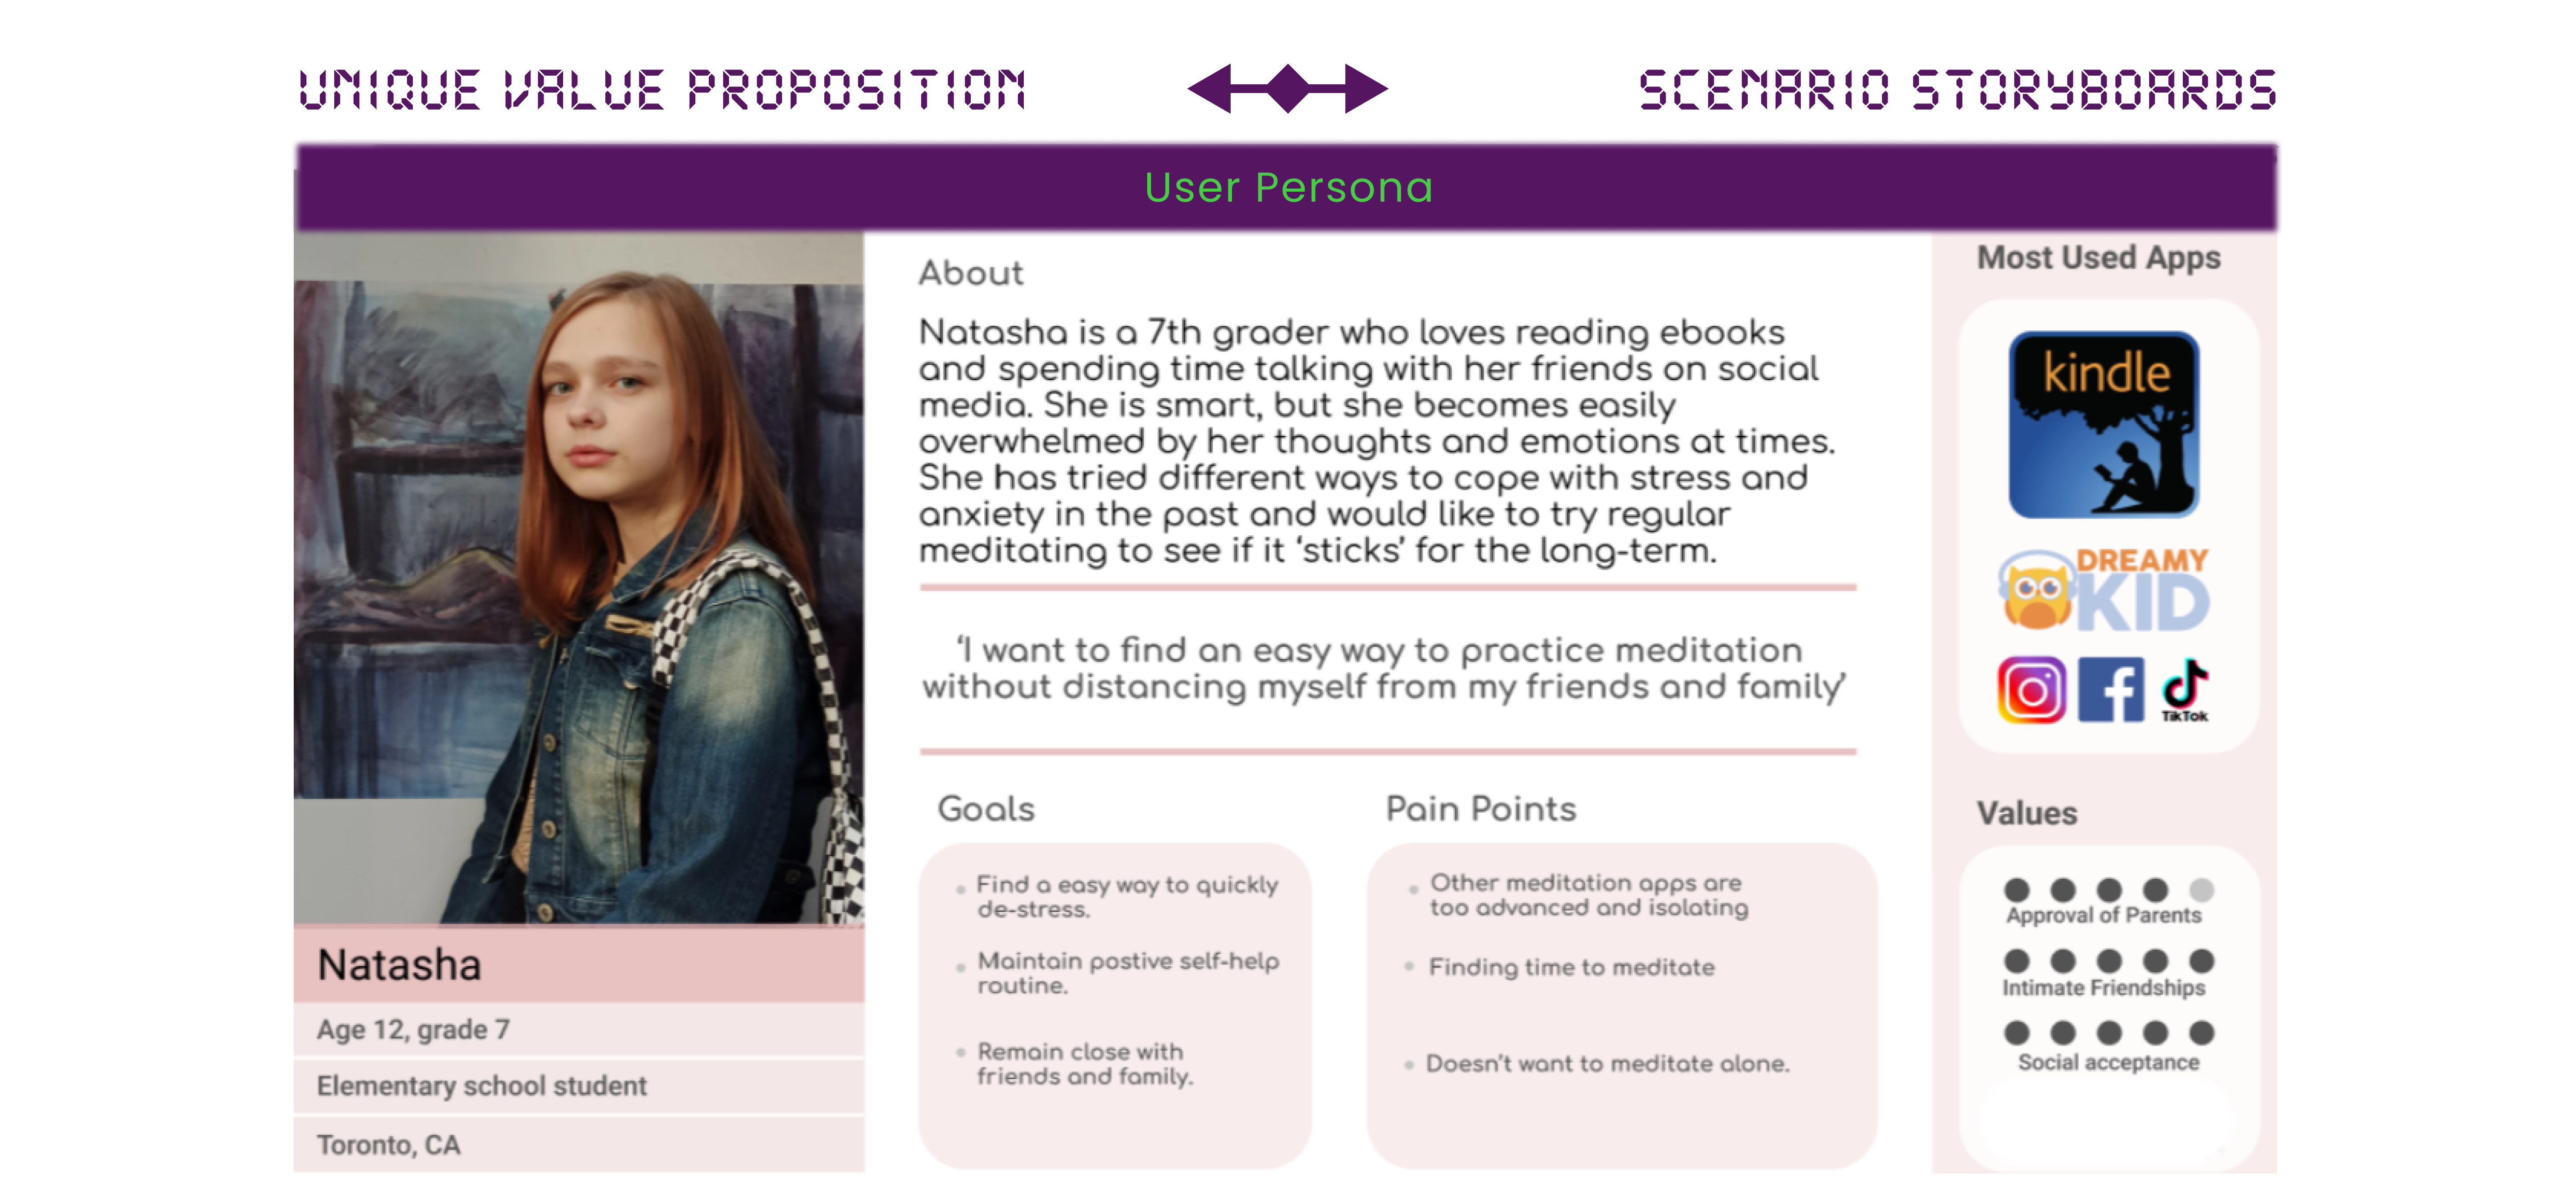 UNIQUE VALUE PROPOSITION
SCENARIO STORYBOARDS
User Persona
Natasha
Age 12, grade 7
Elementary school student
Toronto, CA
About
Natasha is a 7th grader who loves reading ebooks
and spending time talking with her friends on social
media. She is smart, but she becomes easily
overwhelmed by her thoughts and emotions at times.
She has tried different ways to cope with stress and
anxiety in the past and would like to try regular
meditating to see if it ‘sticks’ for the long-term.
‘I want to find an easy way to practice meditation
without distancing myself from my friends and family’
Goals
Find a easy way to quickly
de-stress.
Maintain postive self-help
routine.
Remain close with
friends and family.
Pain Points
Other meditation apps are
too advanced and isolating
Finding time to meditate
Doesn’t want to meditate alone.
Most Used Apps
kindle
DREAMY
KID
TikTok
Values
Approval of Parents
Intimate Friendships
Social acceptance